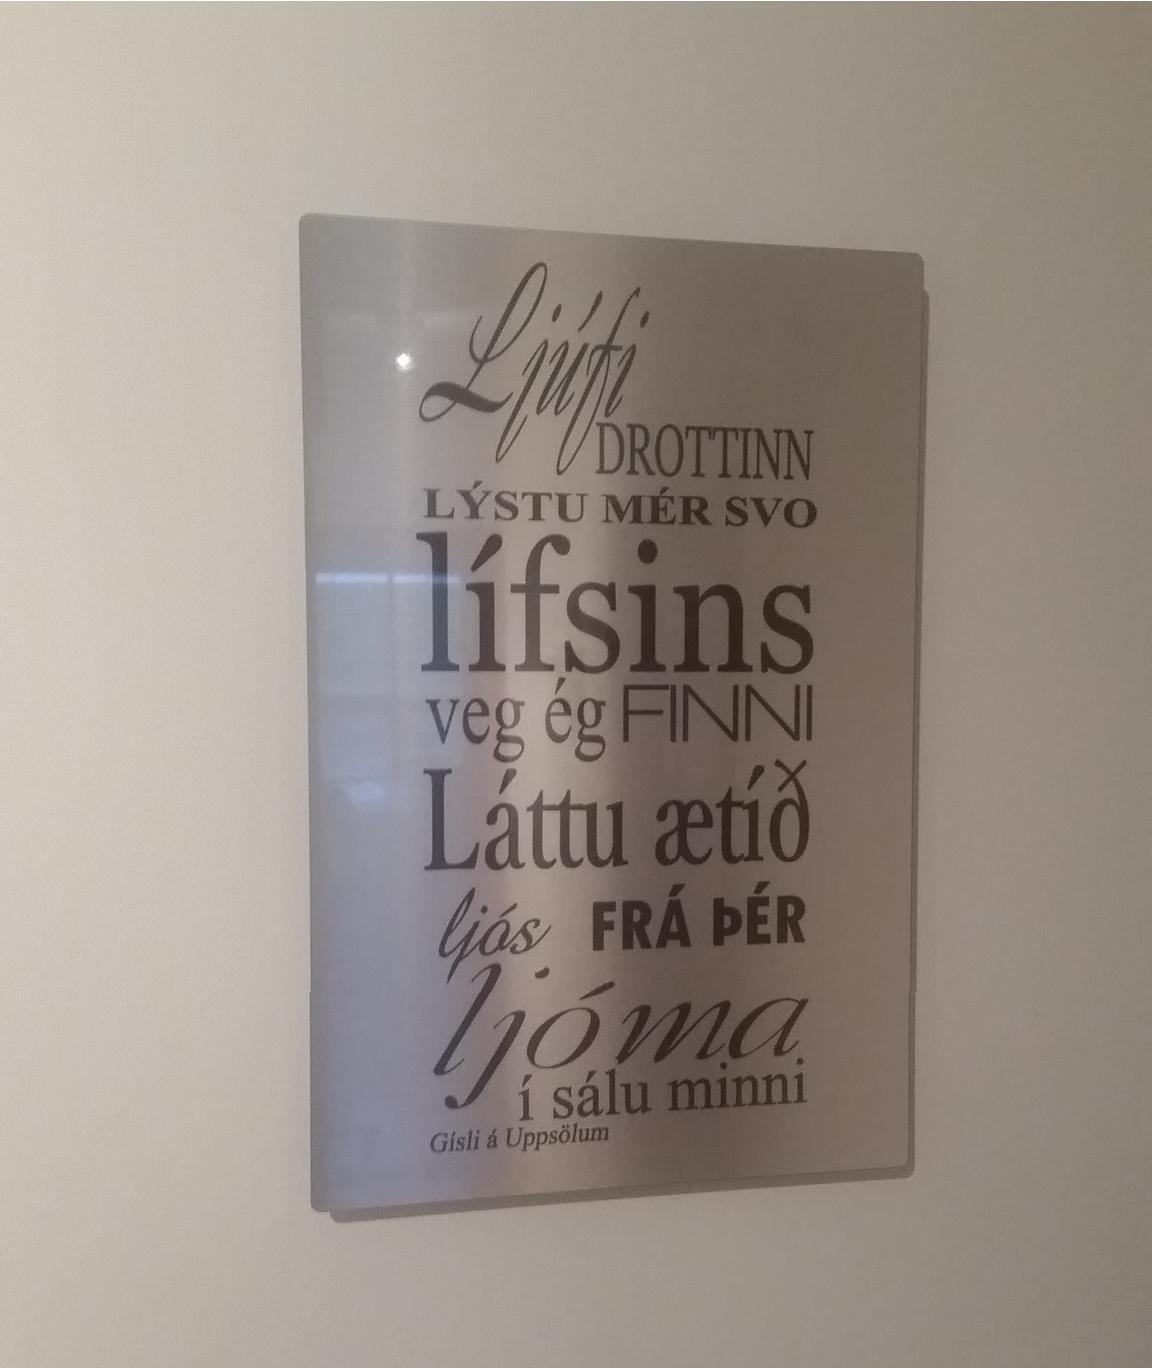 Ljúfi
DROTTINN
LÝSTU MÉR SVO
lífsins
veg ég FINNI
Láttu ætíð
ljós FRÁ ÞÉR
ljóma
í sálu minni
Gísli á Uppsölum